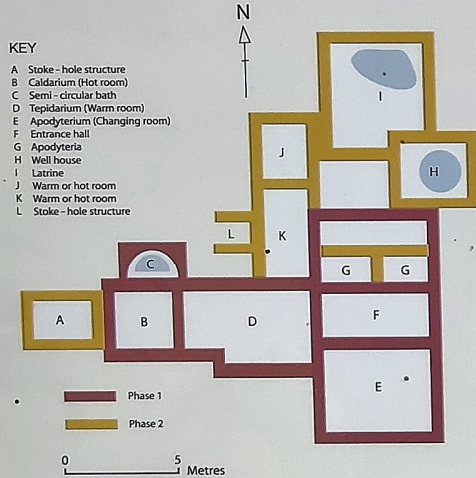 N
KEY
A Stoke - hole structure
B Caldarium (Hot room)
C Semi - circular bath
D Tepidarium (Warm room)
E Apodyterium (Changing room)
F Entrance hall
G Apodyteria
H Well house
I Latrine
J Warm or hot room
K Warm or hot room
L Stoke - hole structure
I
J
H
L
K
C
G
G
A
B
D
F
E
Phase 1
Phase 2
0 5
Metres